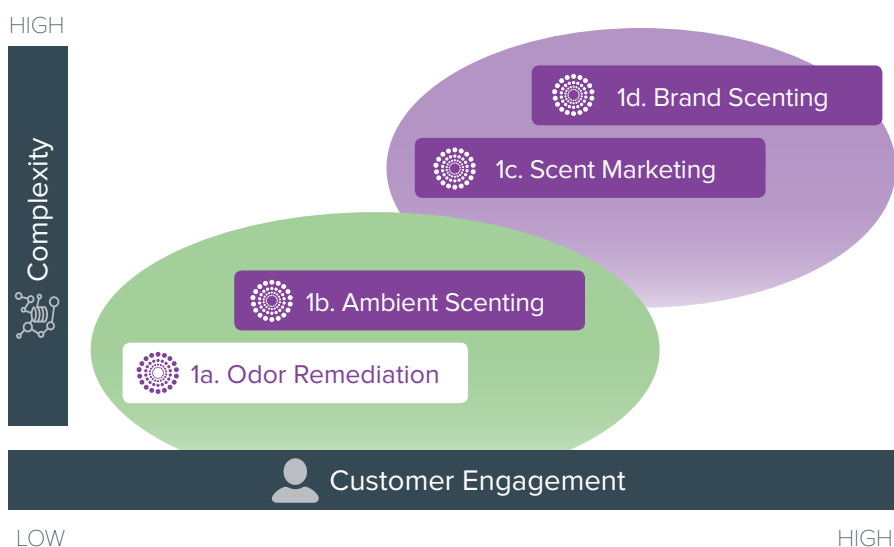 HIGH
Complexity
1d. Brand Scenting
1c. Scent Marketing
1b. Ambient Scenting
1a. Odor Remediation
Customer Engagement
LOW
HIGH